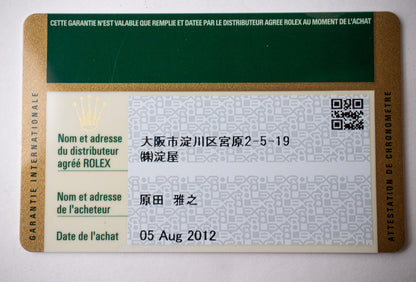 CETTE GARANTIE N'EST VALABLE QUE REMPLIE ET DATEE PAR LE DISTRIBUTEUR AGREE ROLEX AU MOMENT DE L'ACHAT
GARANTIE INTERNATIONALE
Nom et adresse
du distributeur
agréé ROLEX
大阪市淀川区宮原2-5-19
㈱淀屋
Nom et adresse
de l'acheteur
原田 雅之
Date de l'achat
05 Aug 2012
ATTESTATION DE CHRONOMETRE